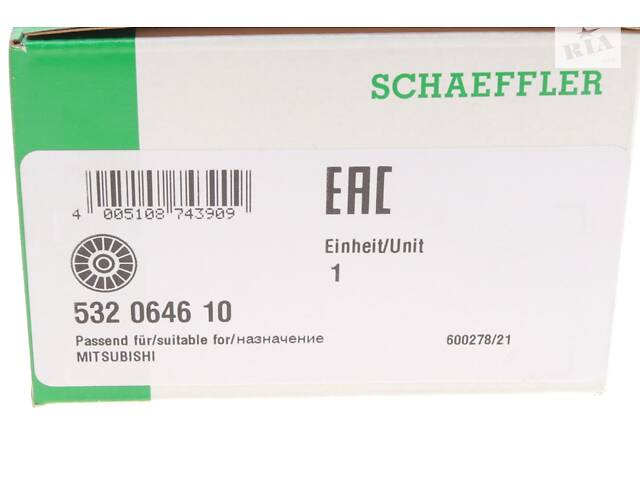 RIA
SCHAEFFLER
EAC
4 005108 743909
Einheit/Unit
1
532 0646 10
Passend für/suitable for/назначение
600278/21
MITSUBISHI